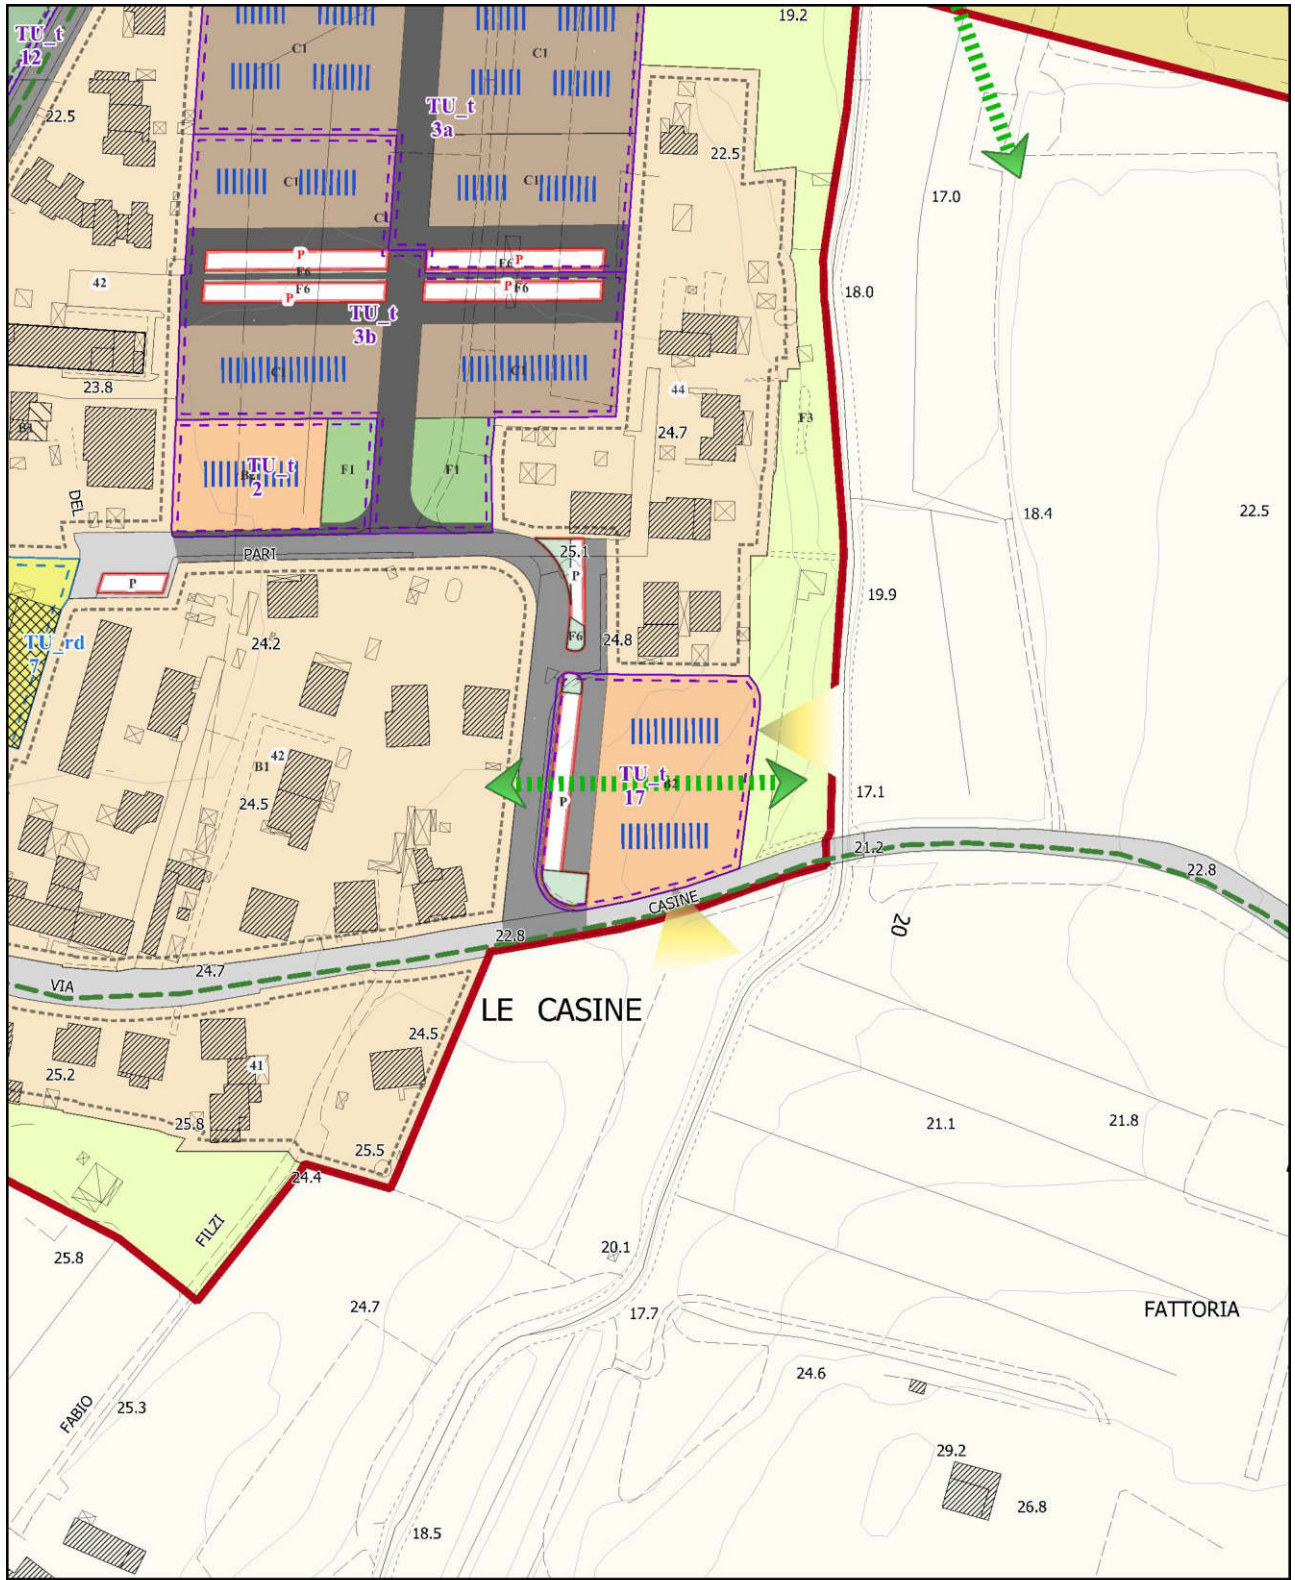 19.2
TU_t
12
C1
C1
TU_t
3a
22.5
22.5
17.0
C1
C1
C1
P
F6
F6
P
42
F6
P
P
F6
18.0
TU_t
3b
23.8
C1
C1
44
F3
24.7
B1
TU_t
2
F1
F1
DEL
18.4
22.5
PARI
25.1
P
P
19.9
TU_rd
7
24.2
F6
24.8
42
B1
24.5
TU_t
17
B2
P
17.1
21.2
22.8
CASINE
20
22.8
24.7
VIA
LE CASINE
24.5
25.2
41
25.8
21.1
21.8
25.5
24.4
FILZI
25.8
20.1
24.7
17.7
FATTORIA
24.6
FABIO
25.3
29.2
26.8
18.5